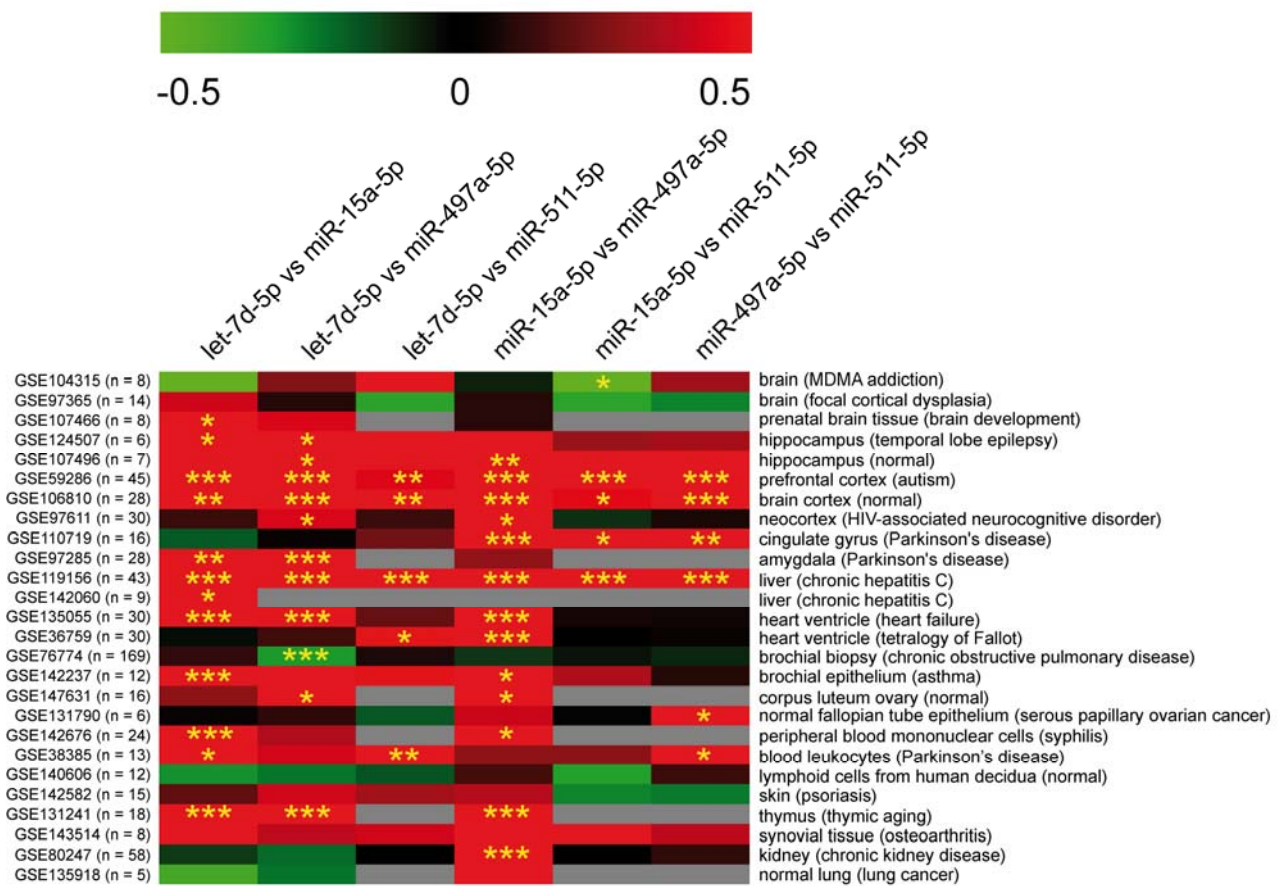 -0.5 0 0.5
let-7d-5p vs miR-15a-5p
let-7d-5p vs miR-497a-5p
let-7d-5p vs miR-511-5p
miR-15a-5p vs miR-497a-5p
miR-15a-5p vs miR-511-5p
miR-497a-5p vs miR-511-5p
GSE104315 (n = 8) * brain (MDMA addiction)
GSE97365 (n = 14) brain (focal cortical dysplasia)
GSE107466 (n = 8) * prenatal brain tissue (brain development)
GSE124507 (n = 6) * * hippocampus (temporal lobe epilepsy)
GSE107496 (n = 7) * ** hippocampus (normal)
GSE59286 (n = 45) *** *** ** *** *** *** prefrontal cortex (autism)
GSE106810 (n = 28) ** *** ** *** * *** brain cortex (normal)
GSE97611 (n = 30) * * neocortex (HIV-associated neurocognitive disorder)
GSE110719 (n = 16) *** * ** cingulate gyrus (Parkinson's disease)
GSE97285 (n = 28) ** *** amygdala (Parkinson's disease)
GSE119156 (n = 43) *** *** *** *** *** *** liver (chronic hepatitis C)
GSE142060 (n = 9) * liver (chronic hepatitis C)
GSE135055 (n = 30) *** *** *** heart ventricle (heart failure)
GSE36759 (n = 30) * *** heart ventricle (tetralogy of Fallot)
GSE76774 (n = 169) *** brochial biopsy (chronic obstructive pulmonary disease)
GSE142237 (n = 12) *** * brochial epithelium (asthma)
GSE147631 (n = 16) * * corpus luteum ovary (normal)
GSE131790 (n = 6) * normal fallopian tube epithelium (serous papillary ovarian cancer)
GSE142676 (n = 24) *** * peripheral blood mononuclear cells (syphilis)
GSE38385 (n = 13) * ** * blood leukocytes (Parkinson’s disease)
GSE140606 (n = 12) lymphoid cells from human decidua (normal)
GSE142582 (n = 15) skin (psoriasis)
GSE131241 (n = 18) *** *** *** thymus (thymic aging)
GSE143514 (n = 8) synovial tissue (osteoarthritis)
GSE80247 (n = 58) *** kidney (chronic kidney disease)
GSE135918 (n = 5) normal lung (lung cancer)